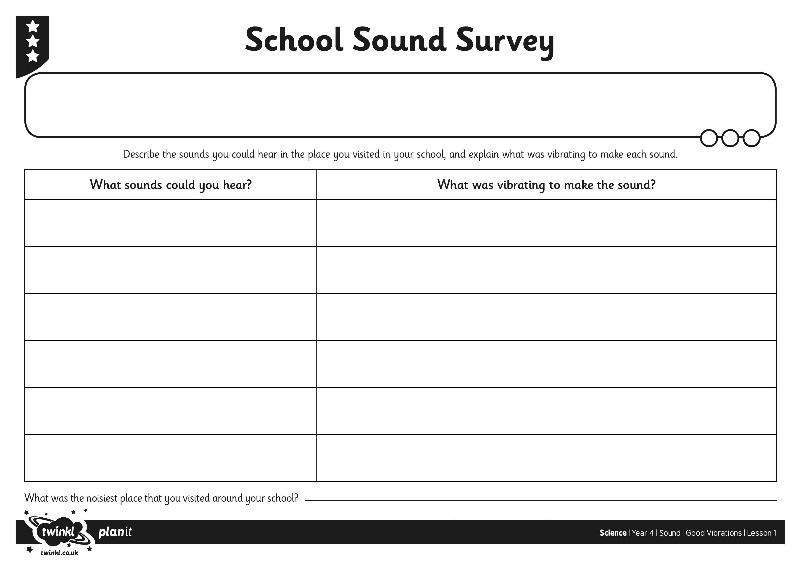 School Sound Survey
Describe the sounds you could hear in the place you visited in your school, and explain what was vibrating to make each sound.
What sounds could you hear? What was vibrating to make the sound?
What was the noisiest place that you visited around your school?
twinkl planit
twinkl.co.uk
Science | Year 4 | Sound | Good Vibrations | Lesson 1